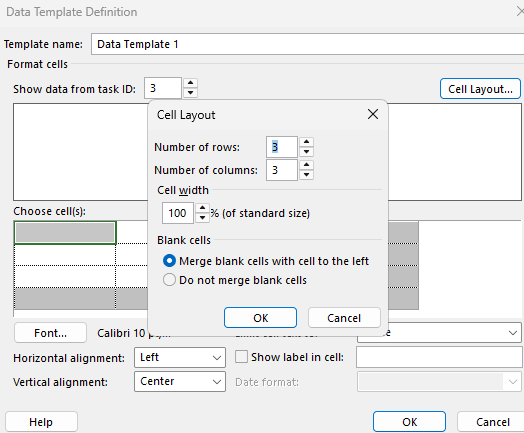 Data Template Definition
Template name: Data Template 1
Format cells
Show data from task ID: 3
Cell Layout...
Cell Layout
Number of rows: 3
Number of columns: 3
Cell width
100 % (of standard size)
Blank cells
Merge blank cells with cell to the left
Do not merge blank cells
OK Cancel
Choose cell(s):
Font... Calibri 10
Horizontal alignment: Left Show label in cell:
Vertical alignment: Center Date format:
Help OK Cancel